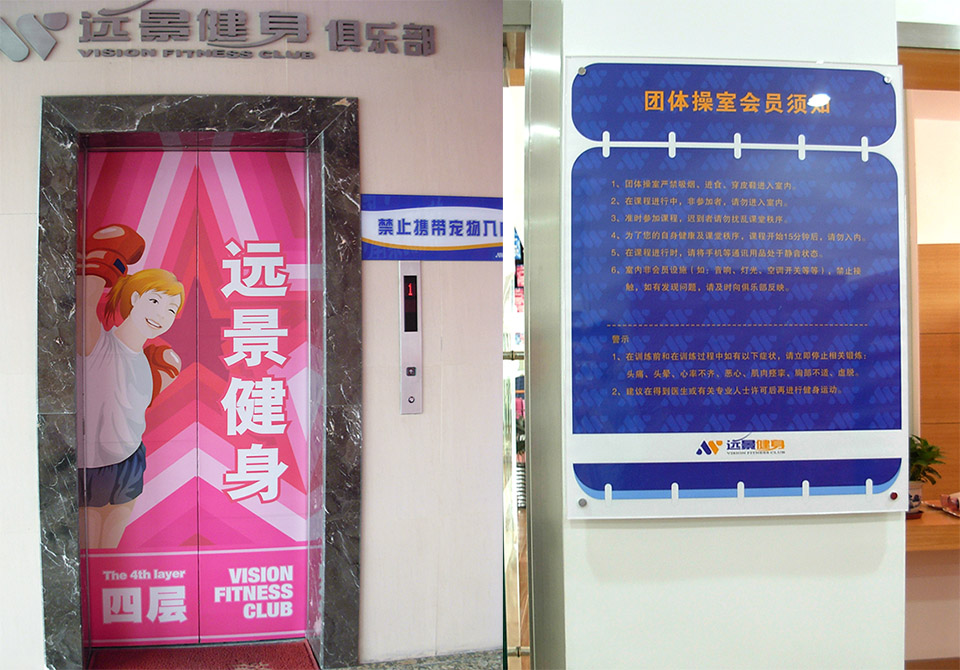 远景健身俱乐部
VISION FITNESS CLUB
禁止携带宠物入内
1
远景健身
The 4th layer
四层
VISION
FITNESS
CLUB
团体操室会员须知
1、团体操室严禁吸烟、进食、穿皮鞋进入室内。
2、在课程进行中，非参加者，请勿进入室内。
3、准时参加课程，迟到者请勿扰乱课堂秩序。
4、为了您的自身健康及课堂秩序，课程开始15分钟后，请勿入内。
5、在课程进行时，请将手机等通讯用品处于静音状态。
6、室内非会员设施（如：音响、灯光、空调开关等等），禁止接
触，如有发现问题，请及时向俱乐部反映。
警示
1、在训练前和在训练过程中如有以下症状，请立即停止相关锻炼：
头痛、头晕、心率不齐、恶心、肌肉痉挛、胸部不适、虚脱。
2、建议在得到医生或有关专业人士许可后再进行健身运动。
远景健身
VISION FITNESS CLUB